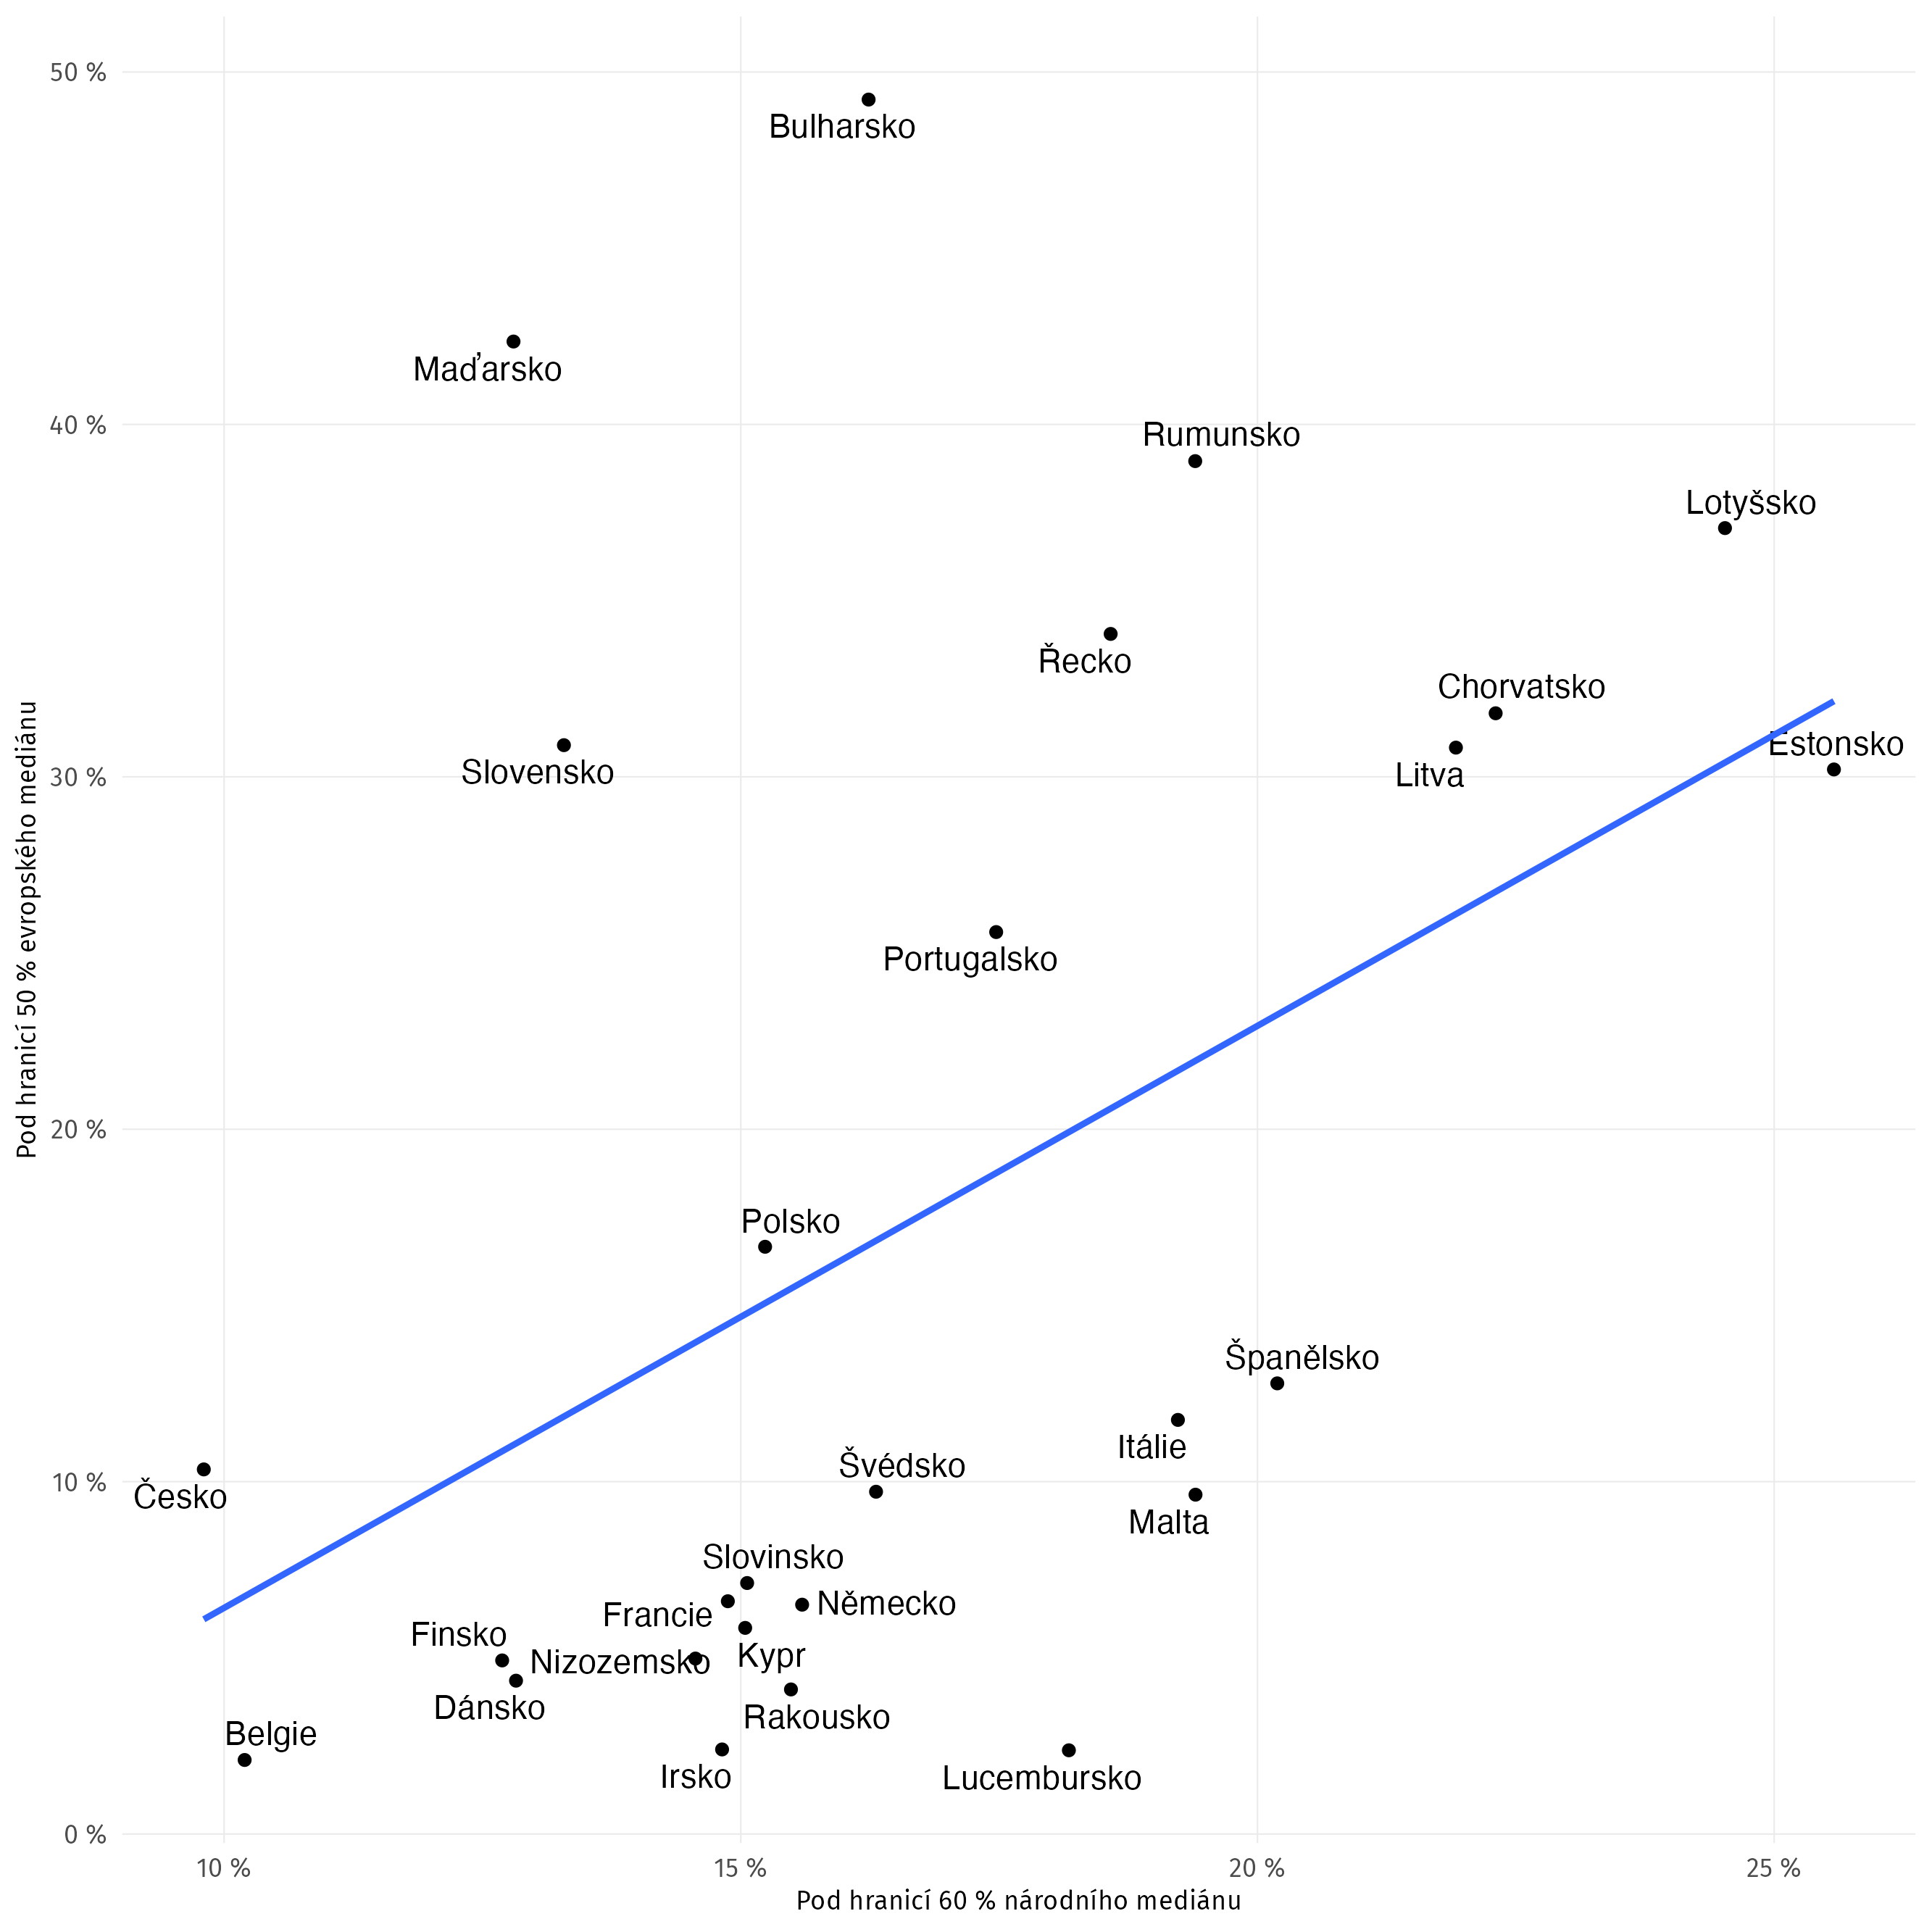 50 %
Bulharsko
Maďarsko
40 %
Rumunsko
Lotyšsko
Řecko
Chorvatsko
Estonsko
Slovensko
Litva
30 %
Pod hranicí 50 % evropského mediánu
Portugalsko
20 %
Polsko
Španělsko
Itálie
Švédsko
10 %
Česko
Malta
Slovinsko
Německo
Francie
Finsko
Nizozemsko
Kypr
Dánsko
Rakousko
Belgie
Irsko
Lucembursko
0 %
10 %
15 %
20 %
25 %
Pod hranicí 60 % národního mediánu